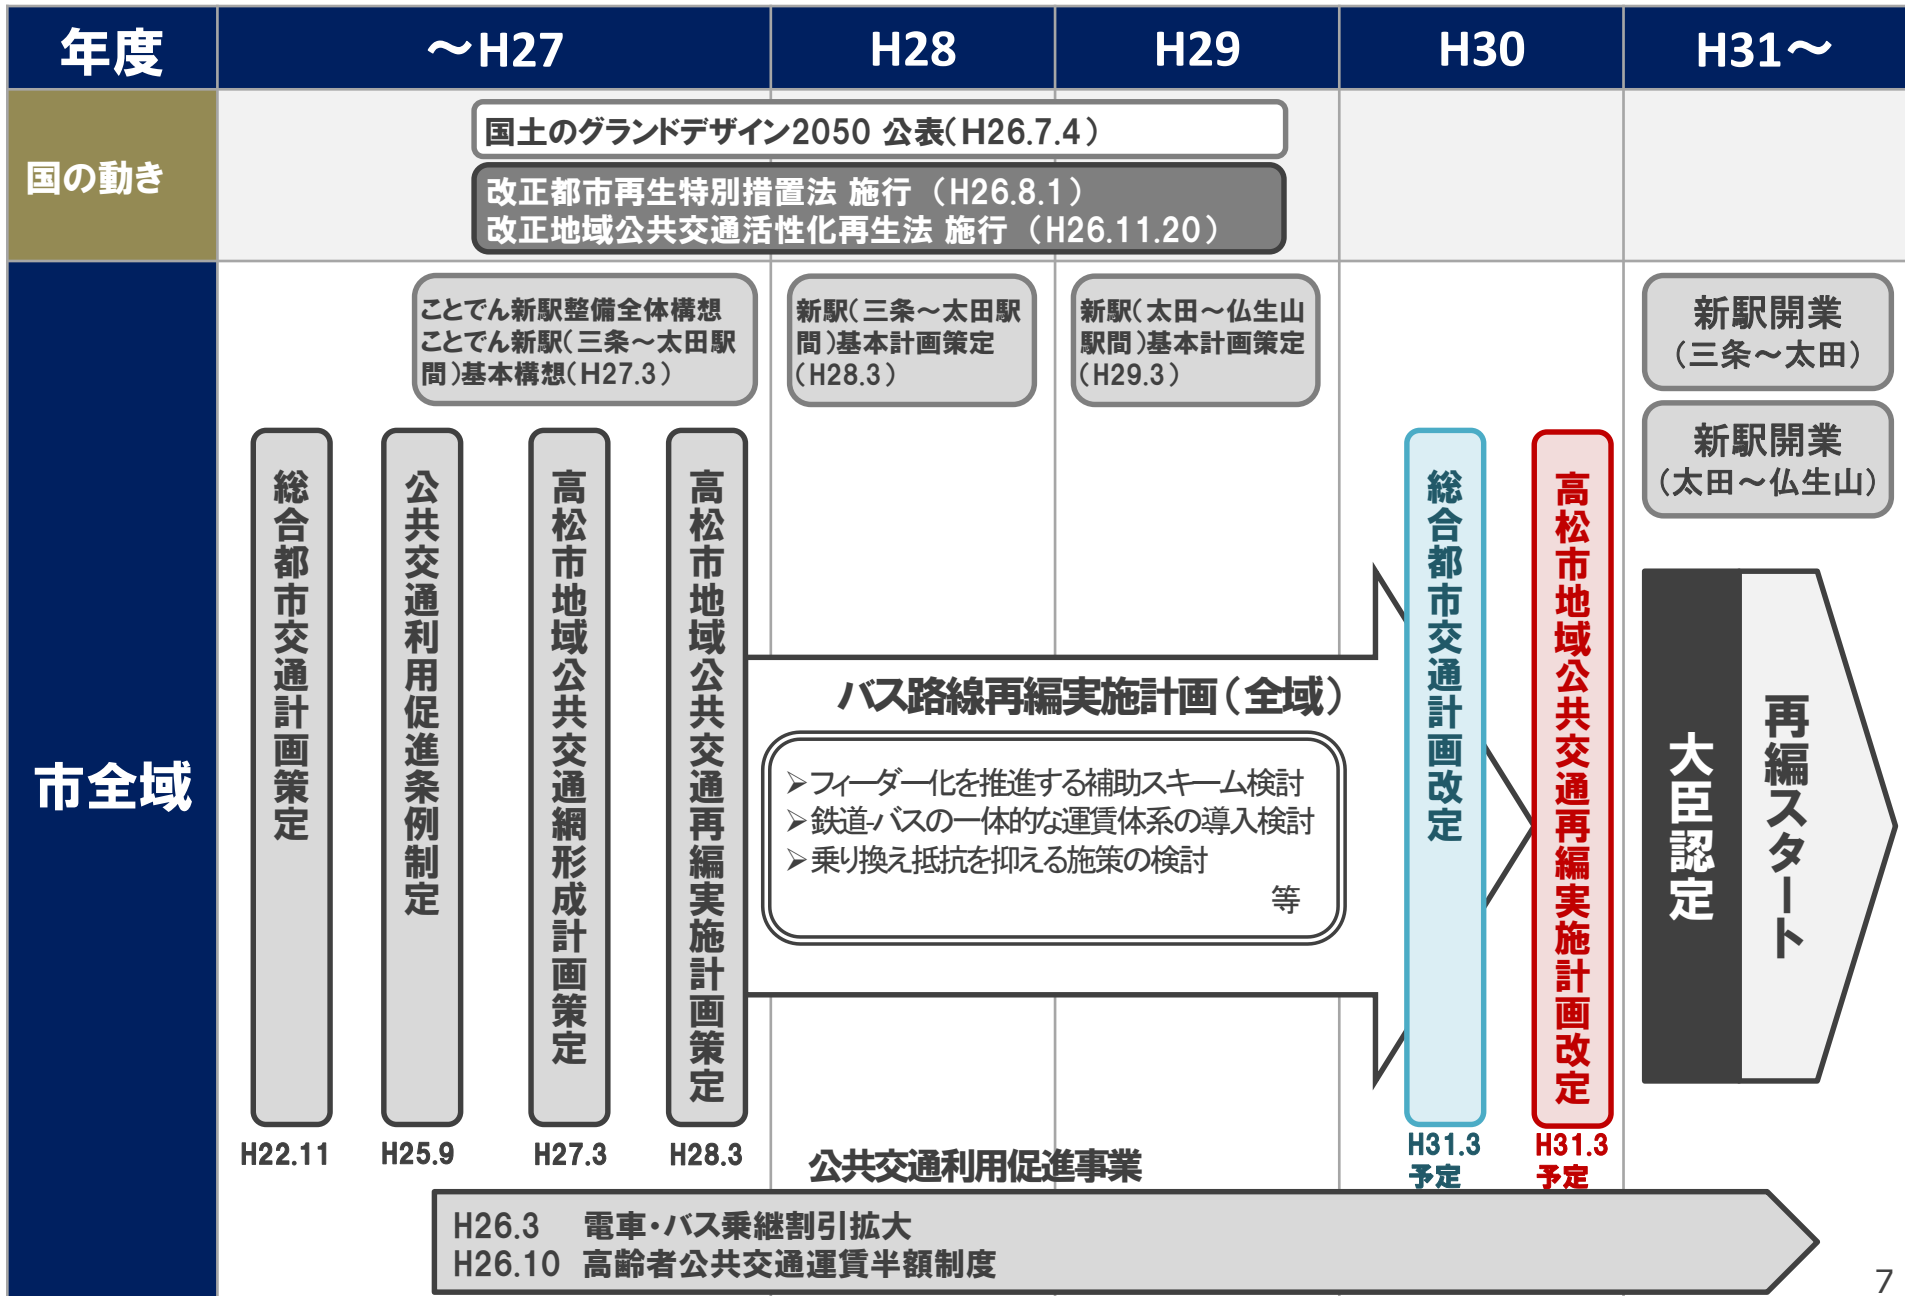 年度
～H27
H28
H29
H30
H31～
国の動き
国土のグランドデザイン2050 公表(H26.7.4)
改正都市再生特別措置法 施行 (H26.8.1)
改正地域公共交通活性化再生法 施行 (H26.11.20)
市全域
ことでん新駅整備全体構想
ことでん新駅(三条～太田駅
間)基本構想(H27.3)
新駅(三条～太田駅
間)基本計画策定
(H28.3)
新駅(太田～仏生山
駅間)基本計画策定
(H29.3)
新駅開業
(三条～太田)
新駅開業
(太田～仏生山)
総合都市交通計画策定
H22.11
公共交通利用促進条例制定
H25.9
高松市地域公共交通網形成計画策定
H27.3
高松市地域公共交通再編実施計画策定
H28.3
バス路線再編実施計画(全域)
➢フィーダー化を推進する補助スキーム検討
➢鉄道-バスの一体的な運賃体系の導入検討
➢乗り換え抵抗を抑える施策の検討
等
総合都市交通計画改定
H31.3
予定
高松市地域公共交通再編実施計画改定
H31.3
予定
大臣認定
再編スタート
公共交通利用促進事業
H26.3 電車・バス乗継割引拡大
H26.10 高齢者公共交通運賃半額制度
7